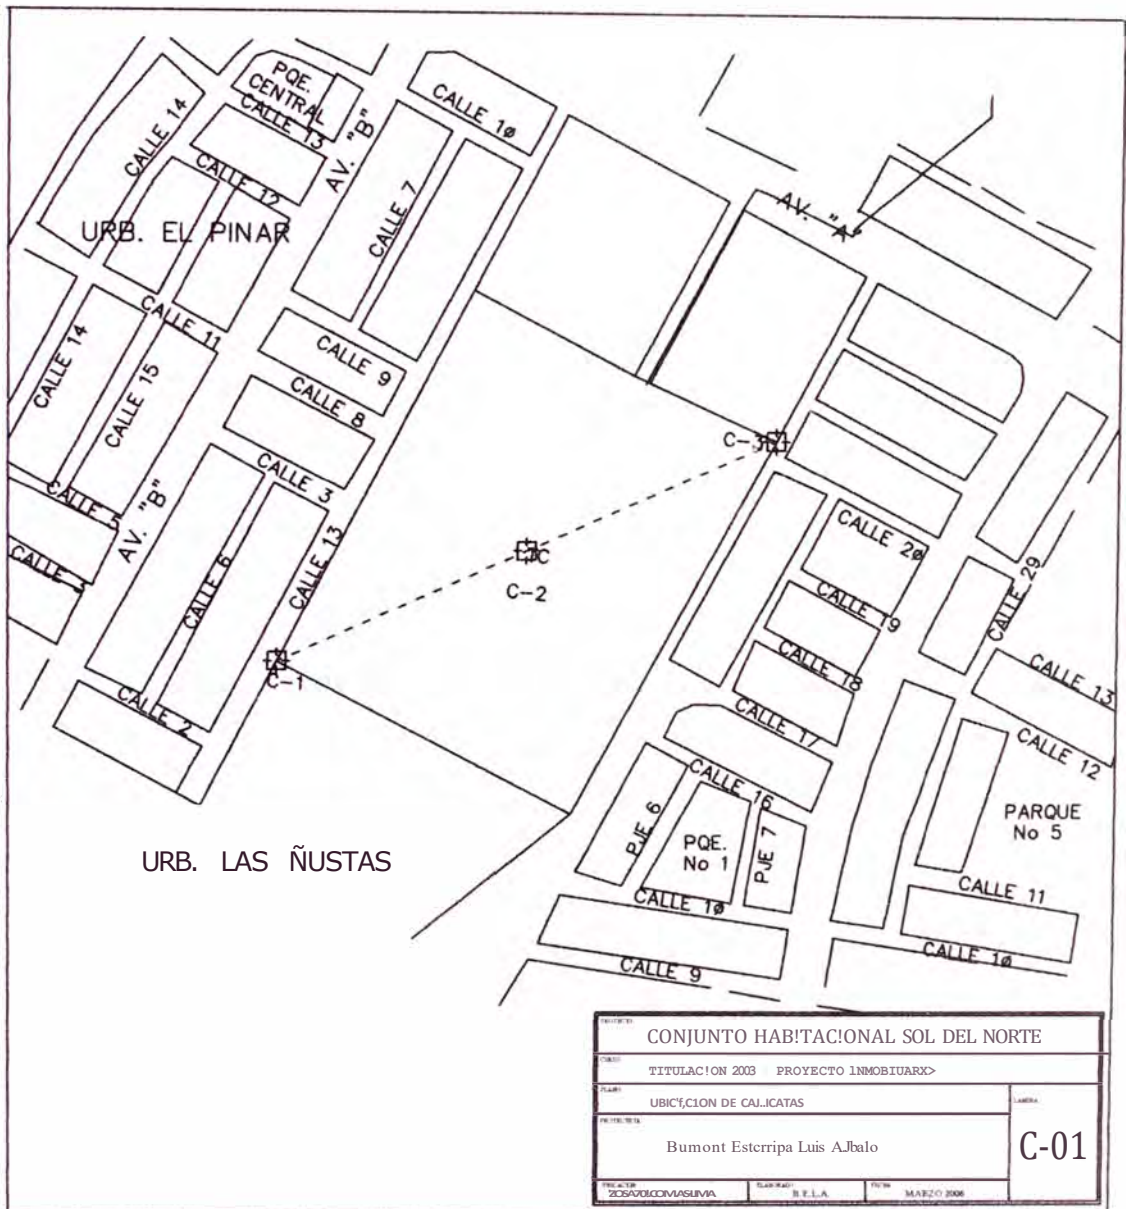 PQE.
CENTRAL
CALLE 13
CALLE 14
CALLE 12
AV. "B"
CALLE 7
CALLE 1ø
AV. "A"
URB. EL PINAR
CALLE 11
CALLE 14
CALLE 15
CALLE 9
CALLE 8
CALLE 3
CALLE 5
CALLE 3
AV. "B"
CALLE 6
CALLE 13
C-3
C-2
C-1
CALLE 2
CALLE 2ø
CALLE 19
CALLE 18
CALLE 17
CALLE 16
CALLE 29
CALLE 13
CALLE 12
PARQUE
No 5
PJE 6
PQE.
No 1
PJE 7
CALLE 1ø
CALLE 9
CALLE 11
CALLE 1ø
URB. LAS ÑUSTAS
CONJUNTO HAB!TAC!ONAL SOL DEL NORTE
TITULAC!ON 2003 PROYECTO 1NMOBIUARX>
UBIC'f,C1ON DE CAJ..ICATAS
Bumont Estcrripa Luis AJbalo
C-01
B.E.L.A.
MARZO 2006